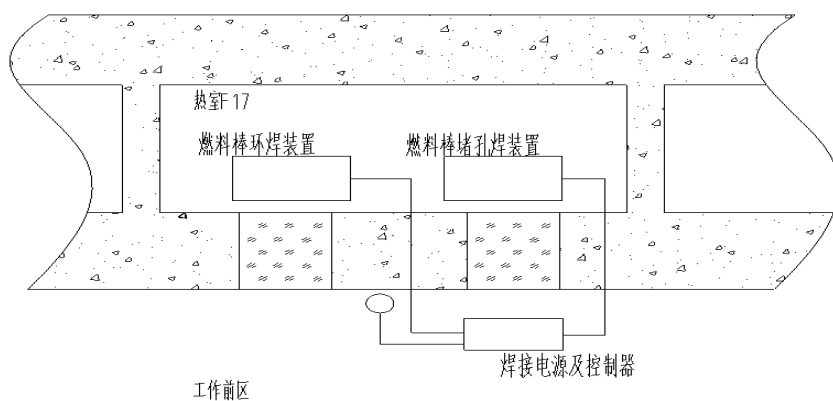 热室F17
燃料棒环焊装置
燃料棒堵孔焊装置
焊接电源及控制器
工作前区